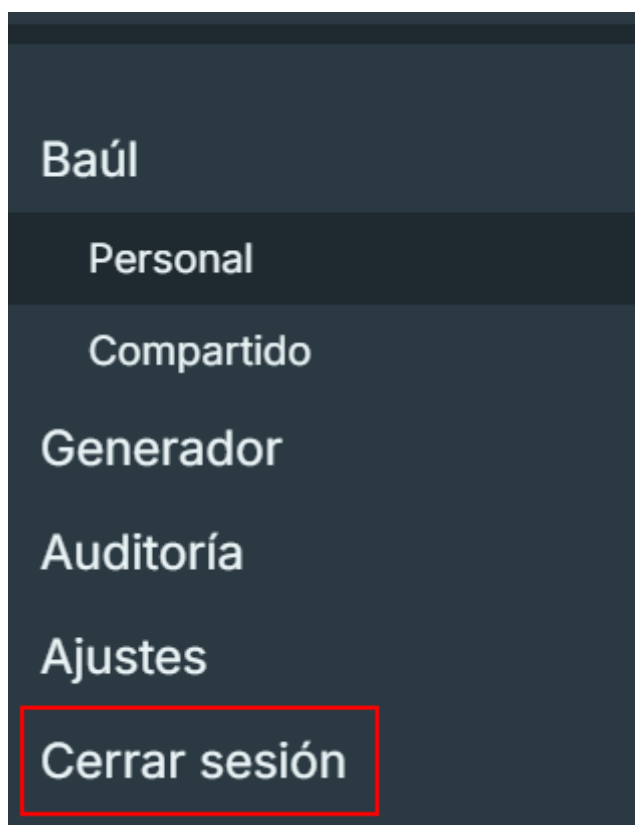 Baúl
Personal
Compartido
Generador
Auditoría
Ajustes
Cerrar sesión